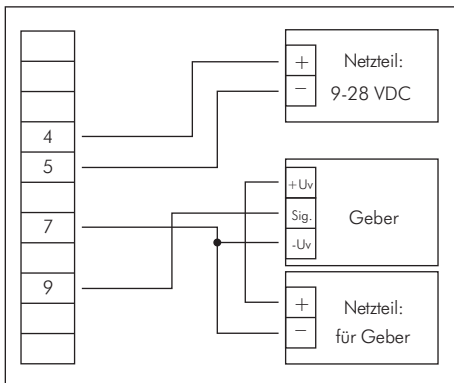 4
5
7
9
+
−
Netzteil:
9-28 VDC
+Uv
Sig.
-Uv
Geber
+
−
Netzteil:
für Geber